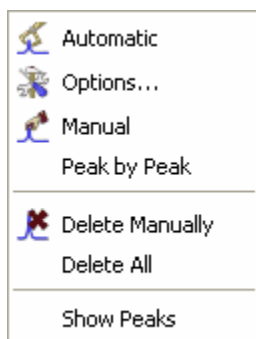 Automatic
Options...
Manual
Peak by Peak
Delete Manually
Delete All
Show Peaks